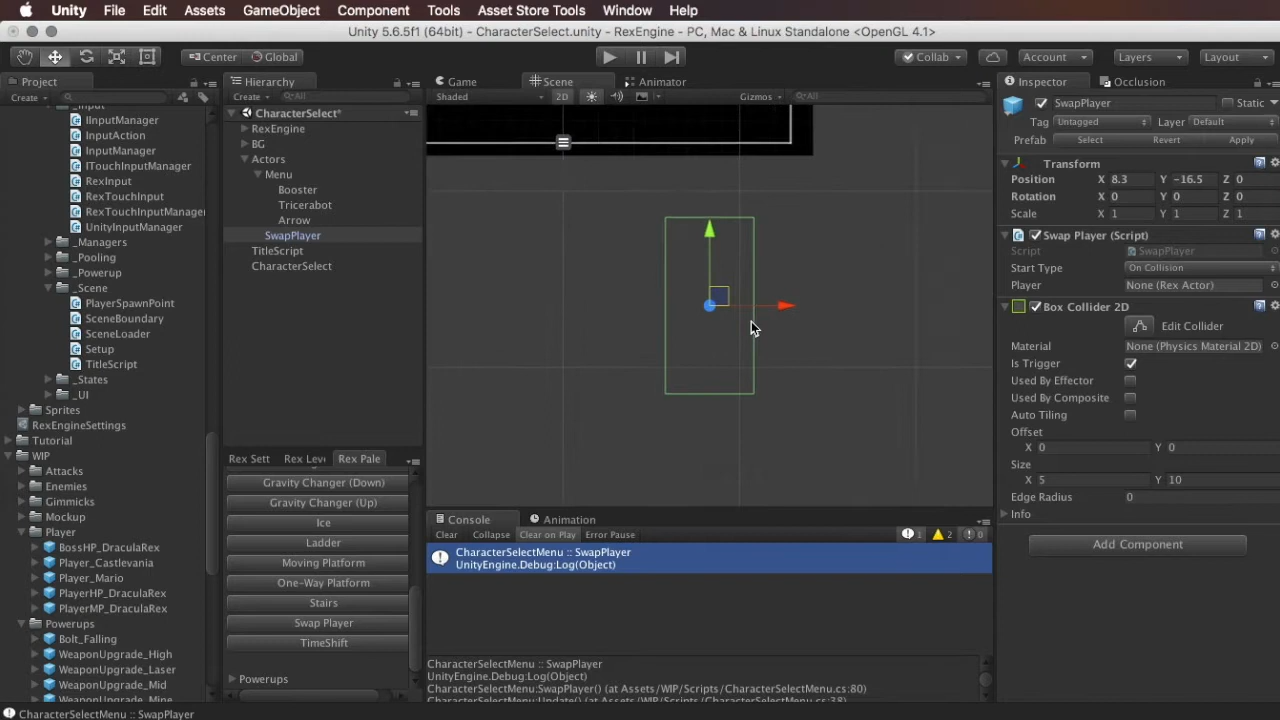 Unity File Edit Assets GameObject Component Tools Asset Store Tools Window Help
Unity 5.6.5f1 (64bit) - CharacterSelect.unity - RexEngine - PC, Mac & Linux Standalone <OpenGL 4.1>
Center Global Collab Account Layers Layout
Project
Create
_Input
IInputManager
InputAction
InputManager
ITouchInputManager
RexInput
RexTouchInput
RexTouchInputManager
UnityInputManager
_Managers
_Pooling
_Powerup
_Scene
PlayerSpawnPoint
SceneBoundary
SceneLoader
Setup
TitleScript
_States
_UI
Sprites
RexEngineSettings
Tutorial
WIP
Attacks
Enemies
Gimmicks
Mockup
Player
BossHP_DraculaRex
Player_Castlevania
Player_Mario
PlayerHP_DraculaRex
PlayerMP_DraculaRex
Powerups
Bolt_Falling
WeaponUpgrade_High
WeaponUpgrade_Laser
WeaponUpgrade_Mid
WeaponUpgrade_Mine
Hierarchy
Create All
CharacterSelect*
RexEngine
BG
Actors
Menu
Booster
Tricerabot
Arrow
SwapPlayer
TitleScript
CharacterSelect
Rex Sett Rex Lev Rex Pale
Gravity Changer (Down)
Gravity Changer (Up)
Ice
Ladder
Moving Platform
One-Way Platform
Stairs
Swap Player
TimeShift
Powerups
Game Scene Animator
Shaded 2D Gizmos All
Console Animation
Clear Collapse Clear on Play Error Pause 1 2 0
CharacterSelectMenu :: SwapPlayer
UnityEngine.Debug:Log(Object)
CharacterSelectMenu :: SwapPlayer
UnityEngine.Debug:Log(Object)
CharacterSelectMenu:SwapPlayer() (at Assets/WIP/Scripts/CharacterSelectMenu.cs:80)
CharacterSelectMenu:Update() (at Assets/WIP/Scripts/CharacterSelectMenu.cs:38)
Inspector Occlusion
SwapPlayer Static
Tag Untagged Layer Default
Prefab Select Revert Apply
Transform
Position X 8.3 Y -16.5 Z 0
Rotation X 0 Y 0 Z 0
Scale X 1 Y 1 Z 1
Swap Player (Script)
Script SwapPlayer
Start Type On Collision
Player None (Rex Actor)
Box Collider 2D
Edit Collider
Material None (Physics Material 2D)
Is Trigger
Used By Effector
Used By Composite
Auto Tiling
Offset
X 0 Y 0
Size
X 5 Y 10
Edge Radius 0
Info
Add Component
CharacterSelectMenu :: SwapPlayer